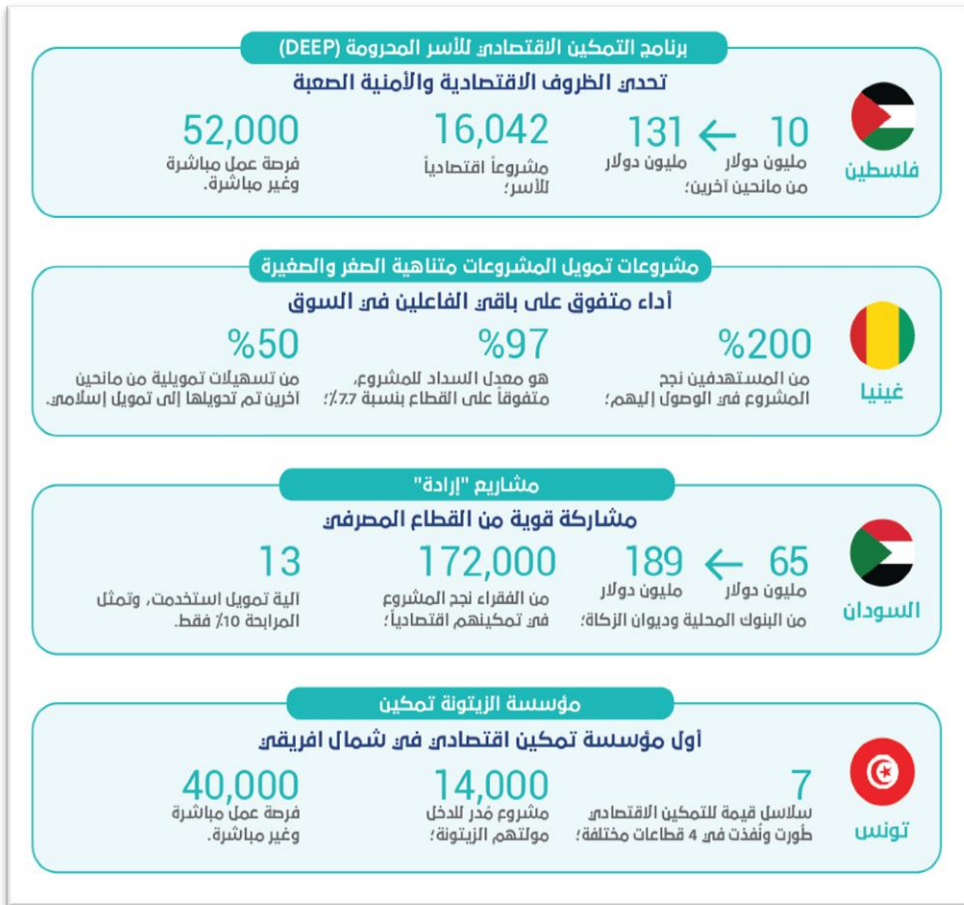 برنامج التمكين الاقتصادي للأسر المحرومة (DEEP)
تحدي الظروف الاقتصادية والأمنية الصعبة
فلسطين
10 ← 131
مليون دولار مليون دولار
من مانحين آخرين؛
16,042
مشروعاً اقتصادياً
للأسر؛
52,000
فرصة عمل مباشرة
وغير مباشرة.
مشروعات تمويل المشروعات متناهية الصغر والصغيرة
أداء متفوق على باقي الفاعلين في السوق
غينيا
%200
من المستهدفين نجح
المشروع في الوصول إليهم؛
%97
هو معدل السداد للمشروع،
متفوقاً على القطاع بنسبة 7.7٪؛
%50
من تسهيلات تمويلية من مانحين
آخرين تم تحويلها إلى تمويل إسلامي.
مشاريع "إرادة"
مشاركة قوية من القطاع المصرفي
السودان
65 ← 189
مليون دولار مليون دولار
من البنوك المحلية وديوان الزكاة؛
172,000
من الفقراء نجح المشروع
في تمكينهم اقتصادياً؛
13
آلية تمويل استخدمت، وتمثل
المرابحة 10٪ فقط.
مؤسسة الزيتونة تمكين
أول مؤسسة تمكين اقتصادي في شمال افريقي
تونس
7
سلاسل قيمة للتمكين الاقتصادي
طُورت ونُفذت في 4 قطاعات مختلفة؛
14,000
مشروع مُدر للدخل
مولتهم الزيتونة؛
40,000
فرصة عمل مباشرة
وغير مباشرة.